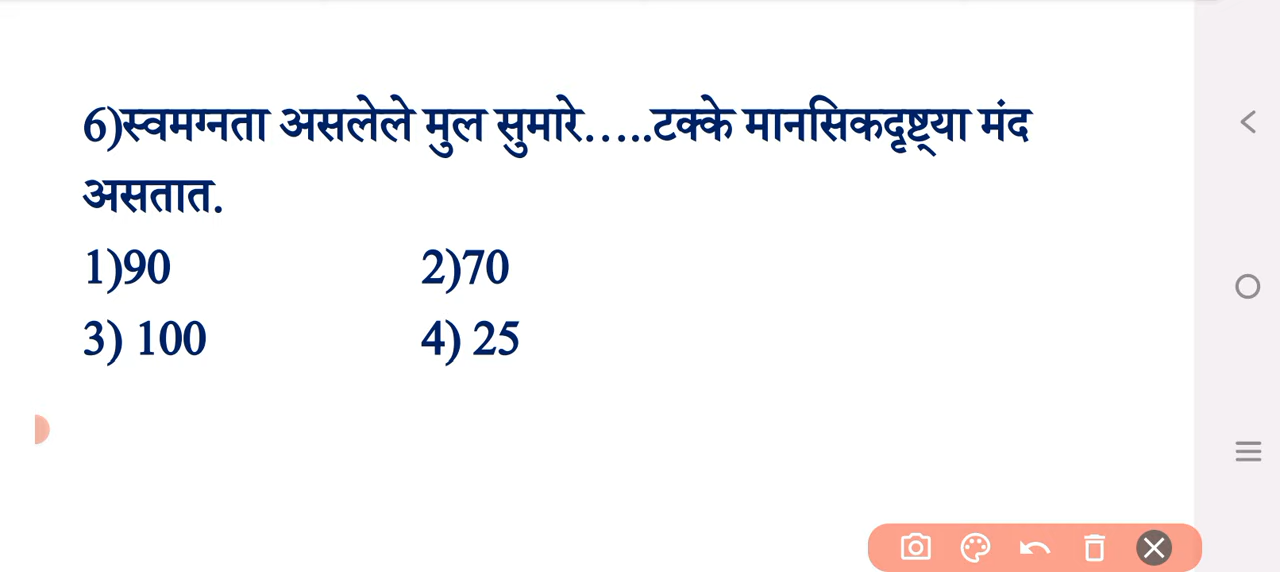 6)स्वमग्नता असलेले मुल सुमारे.....टक्के मानसिकदृष्ट्या मंद
असतात.
1)90 2)70
3) 100 4) 25